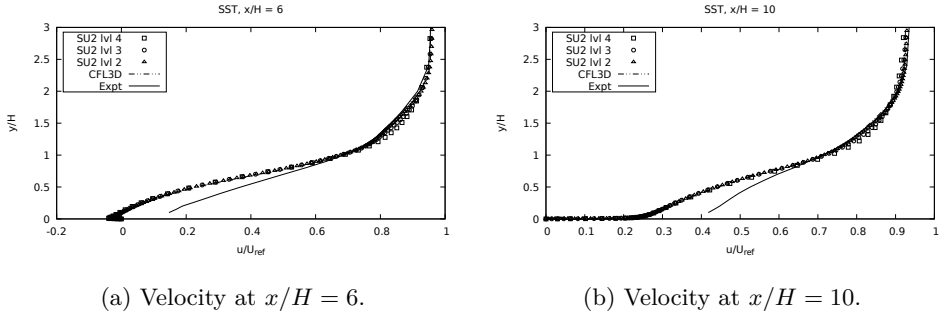 SST, x/H = 6
3
2.5
2
1.5
1
0.5
0
y/H
SU2 lvl 4
SU2 lvl 3
SU2 lvl 2
CFL3D
Expt
-0.2 0 0.2 0.4 0.6 0.8 1
u/Uref
(a) Velocity at x/H = 6.
SST, x/H = 10
3
2.5
2
1.5
1
0.5
0
y/H
SU2 lvl 4
SU2 lvl 3
SU2 lvl 2
CFL3D
Expt
0 0.1 0.2 0.3 0.4 0.5 0.6 0.7 0.8 0.9 1
u/Uref
(b) Velocity at x/H = 10.